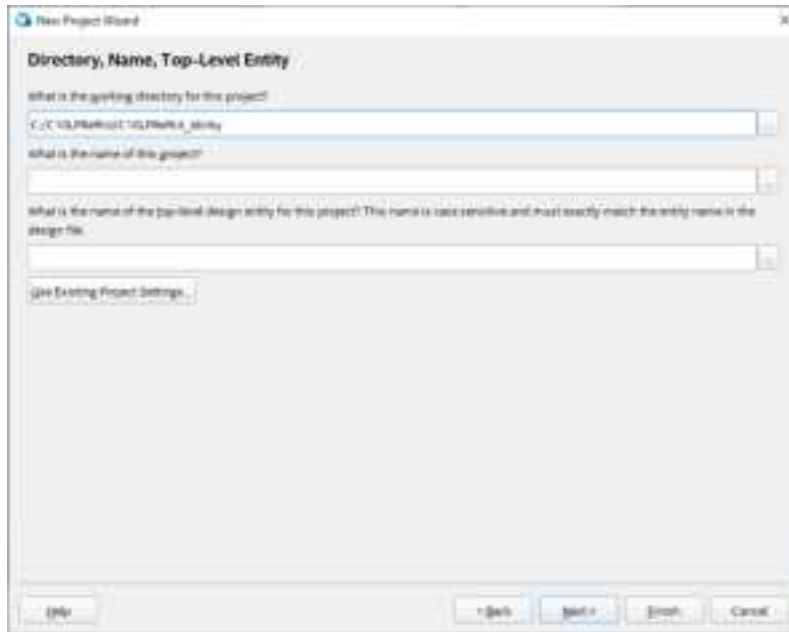 New Project Wizard
Directory, Name, Top-Level Entity
What is the working directory for this project?
What is the name of this project?
What is the name of the top-level design entity for this project? This name is case sensitive and must exactly match the entity name in the
design file.
Use Existing Project Settings...
Help
< Back
Next >
Finish
Cancel